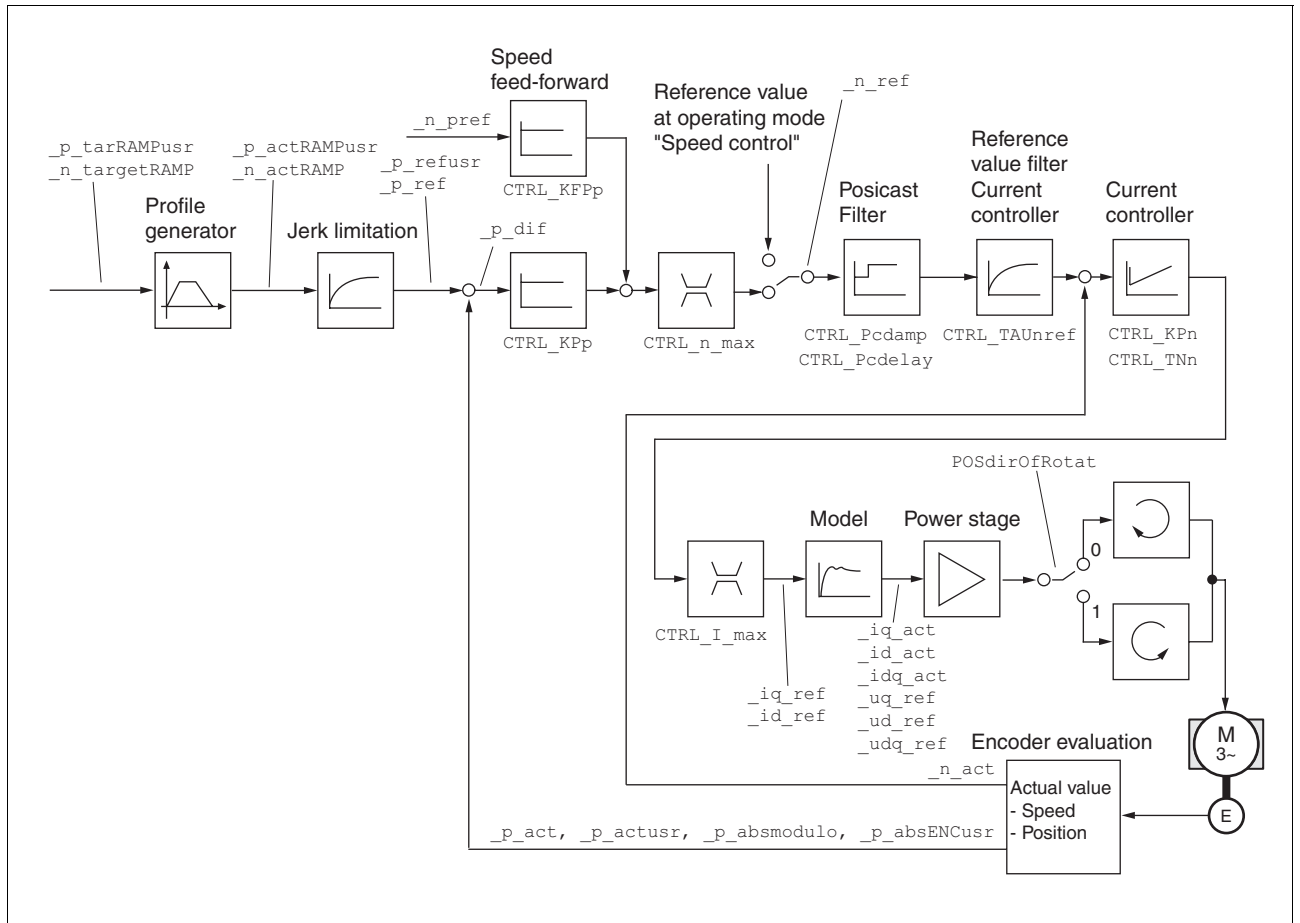 Speed
feed-forward
_n_pref
CTRL_KFPp
Reference value
at operating mode
"Speed control"
_n_ref
_p_tarRAMPusr
_n_targetRAMP
_p_actRAMPusr
_n_actRAMP
_p_refusr
_p_ref
Profile
generator
Jerk limitation
_p_dif
CTRL_KPp
CTRL_n_max
Posicast
Filter
CTRL_Pcdamp
CTRL_Pcdelay
Reference
value filter
Current
controller
CTRL_TAUnref
Current
controller
CTRL_KPn
CTRL_TNn
POSdirOfRotat
CTRL_I_max
Model
Power stage
0
1
_iq_ref
_id_ref
_iq_act
_id_act
_idq_act
_uq_ref
_ud_ref
_udq_ref
M
3~
E
Encoder evaluation
Actual value
- Speed
- Position
_n_act
_p_act, _p_actusr, _p_absmodulo, _p_absENCusr